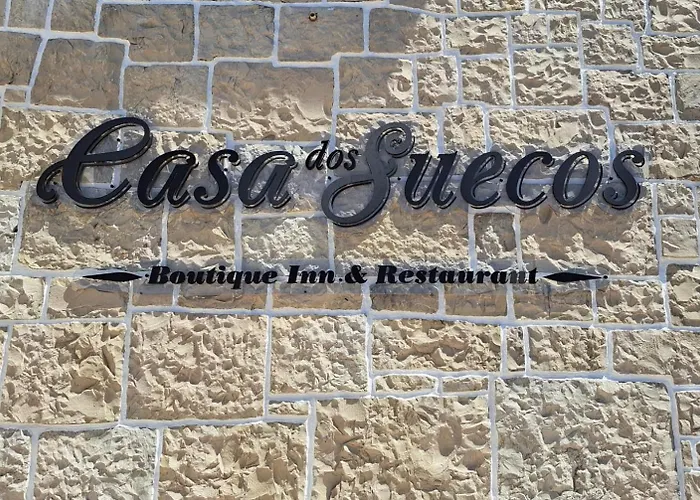 Casa dos Suecos
Boutique Inn & Restaurant